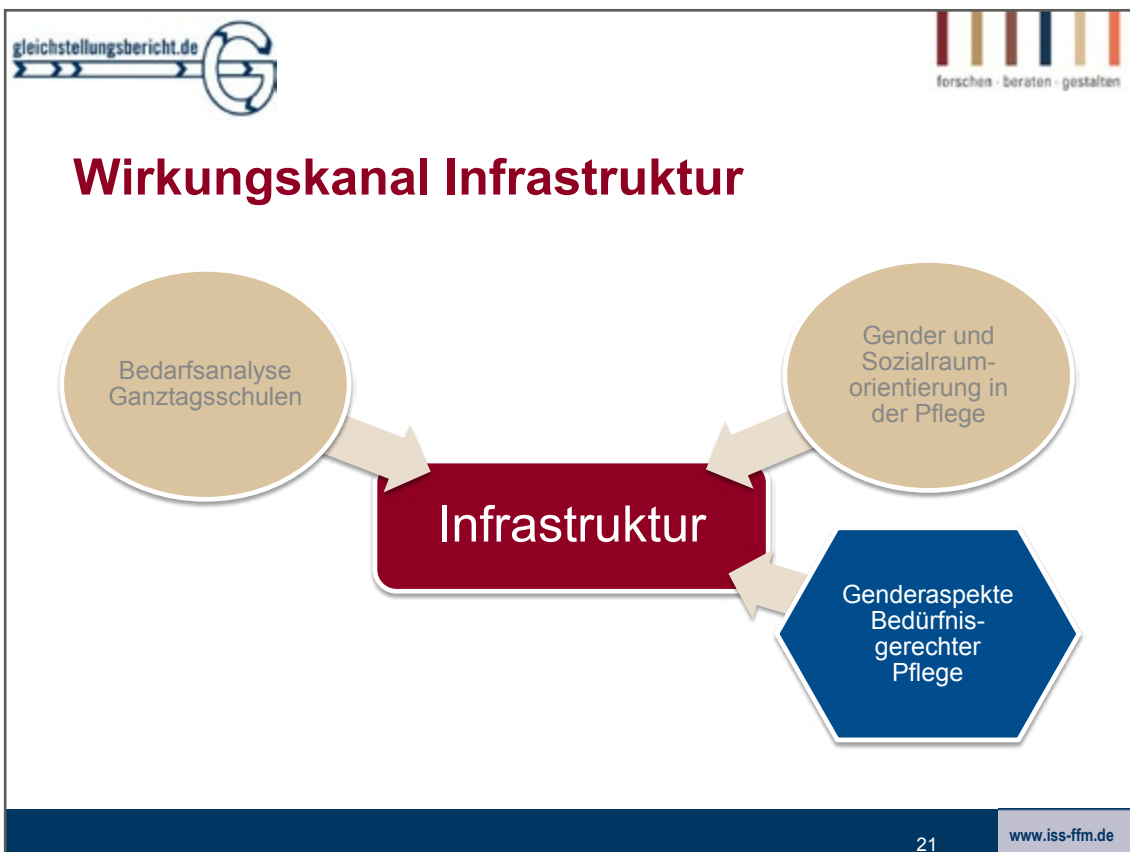 gleichstellungsbericht.de
forschen · beraten · gestalten
Wirkungskanal Infrastruktur
Bedarfsanalyse
Ganztagsschulen
Gender und
Sozialraum-
orientierung in
der Pflege
Infrastruktur
Genderaspekte
Bedürfnis-
gerechter
Pflege
21
www.iss-ffm.de